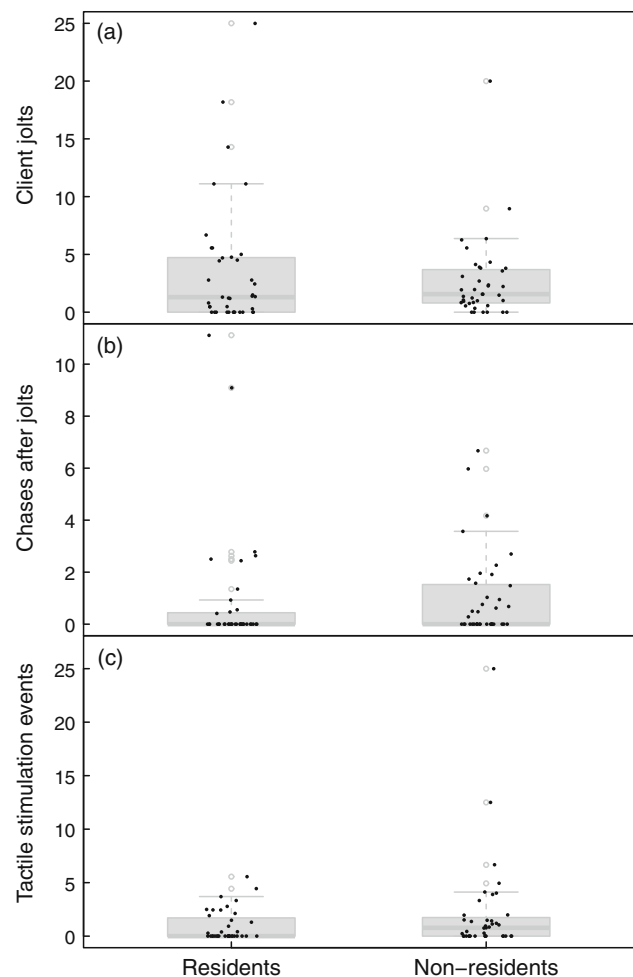 (a)
Client jolts
25
20
15
10
5
0
(b)
Chases after jolts
10
8
6
4
2
0
(c)
Tactile stimulation events
25
20
15
10
5
0
Residents
Non−residents